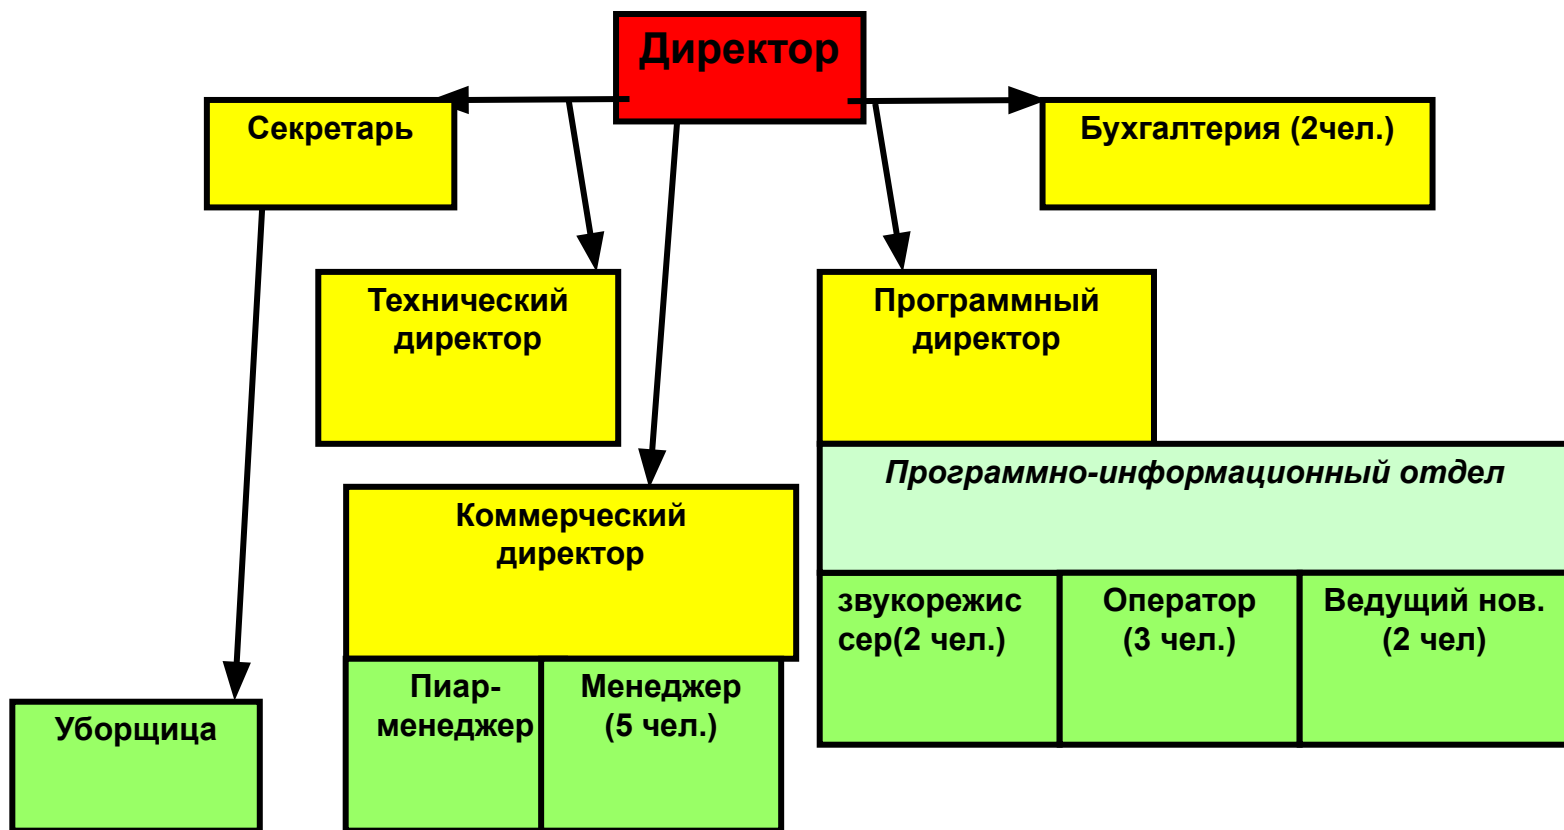 Директор
Секретарь
Бухгалтерия (2чел.)
Технический
директор
Программный
директор
Программно-информационный отдел
Коммерческий
директор
звукорежис
сер(2 чел.)
Оператор
(3 чел.)
Ведущий нов.
(2 чел)
Пиар-
менеджер
Менеджер
(5 чел.)
Уборщица